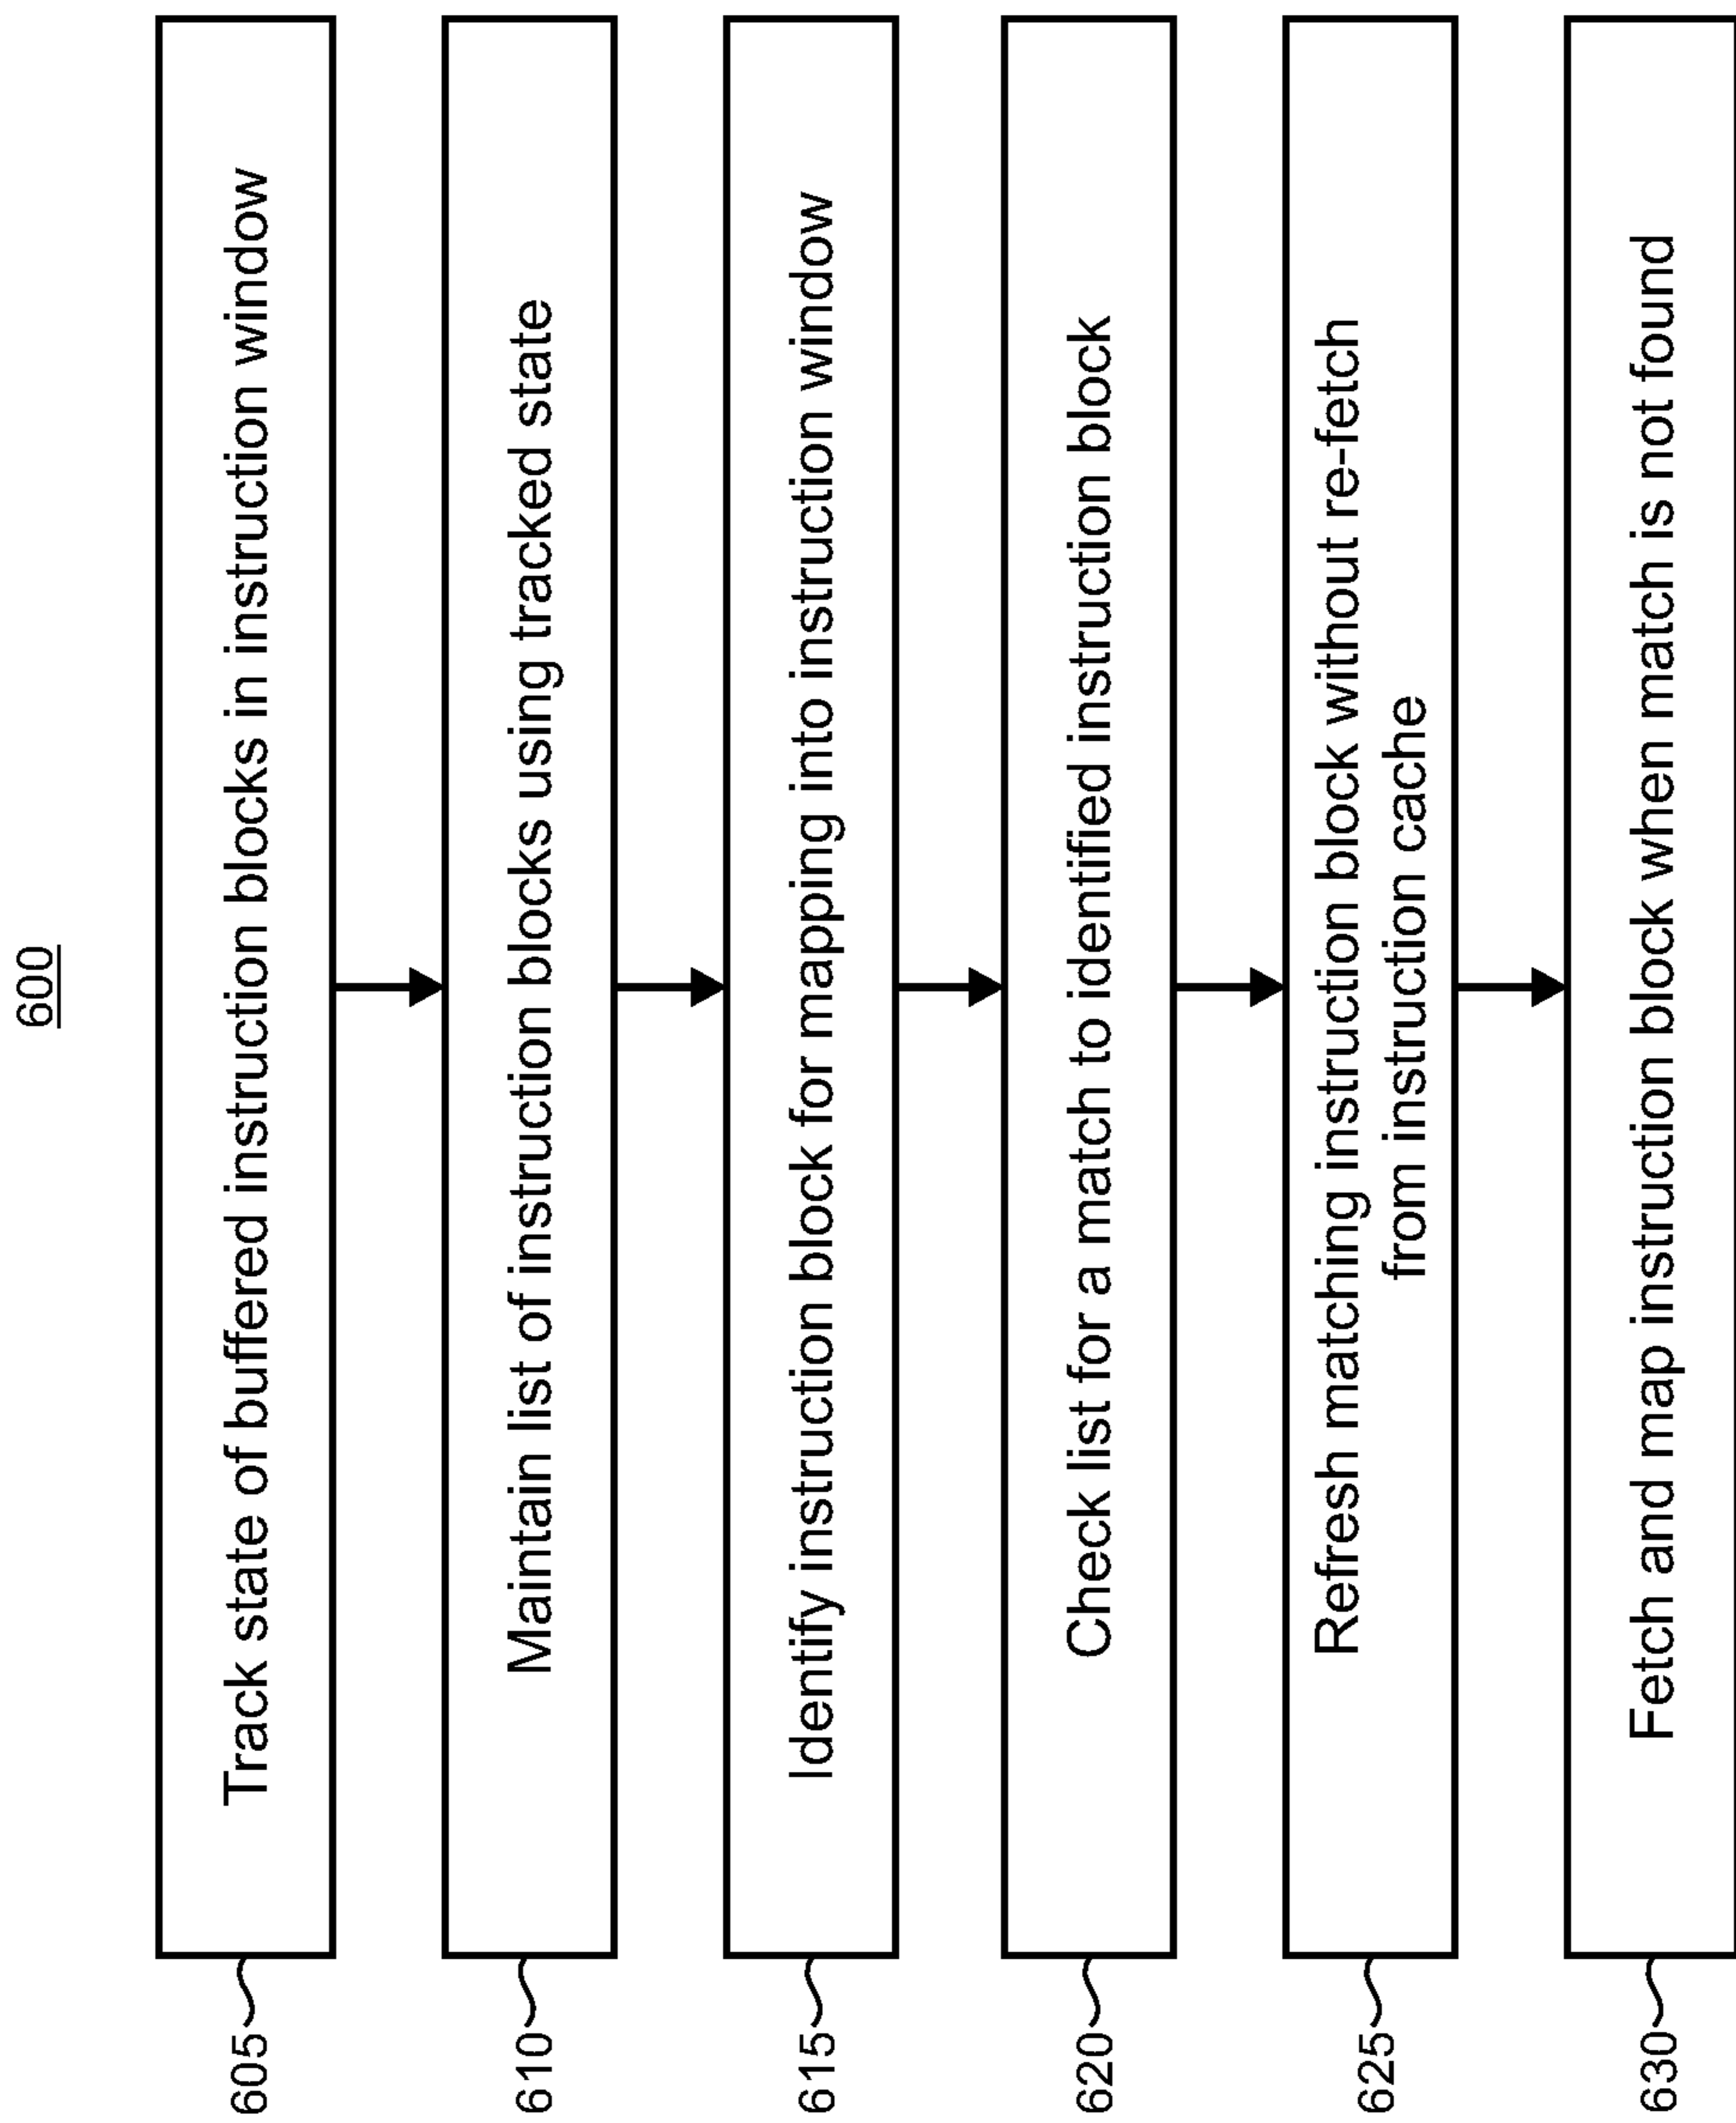 600
605
Track state of buffered instruction blocks in instruction window
610
Maintain list of instruction blocks using tracked state
615
Identify instruction block for mapping into instruction window
620
Check list for a match to identified instruction block
625
Refresh matching instruction block without re-fetch
from instruction cache
630
Fetch and map instruction block when match is not found